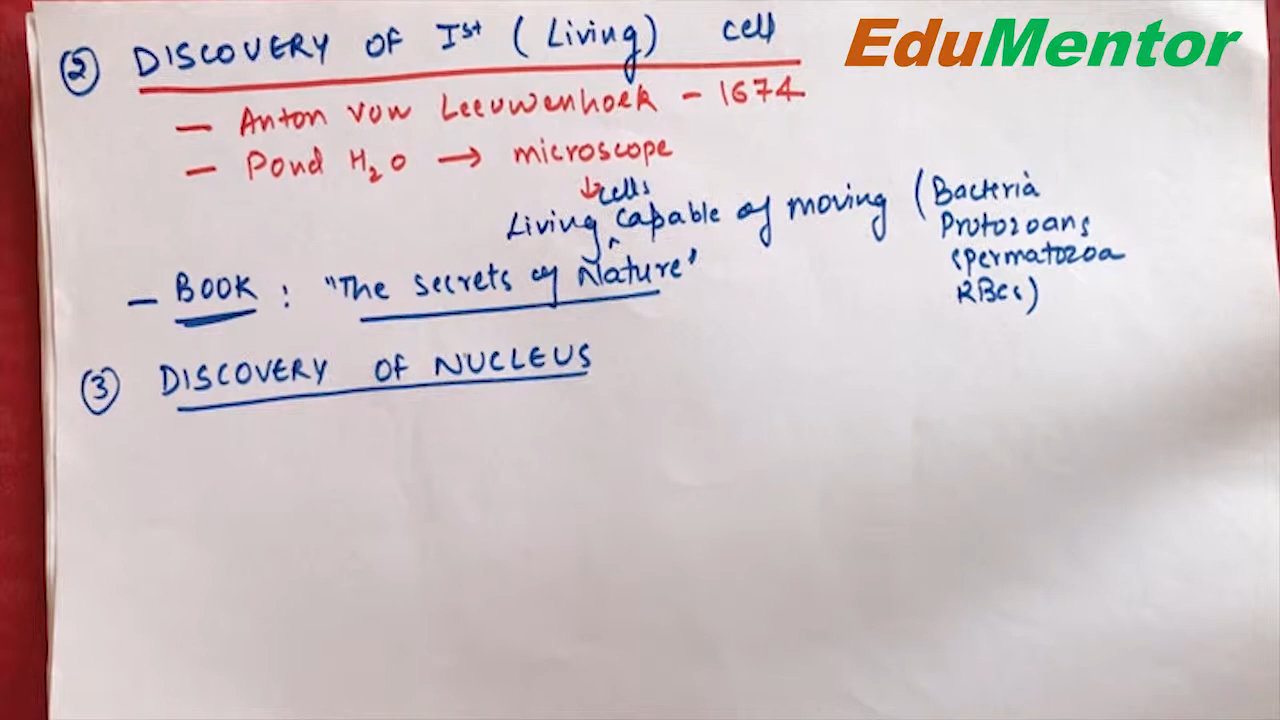 EduMentor
② DISCOVERY OF Ist (Living) cell
- Anton von Leeuwenhoek - 1674
- Pond H2O → microscope
↓ cells
Living ^ capable of moving (Bacteria
Protozoans
spermatozoa
RBCs)
- BOOK : "The secrets of Nature"
③ DISCOVERY OF NUCLEUS